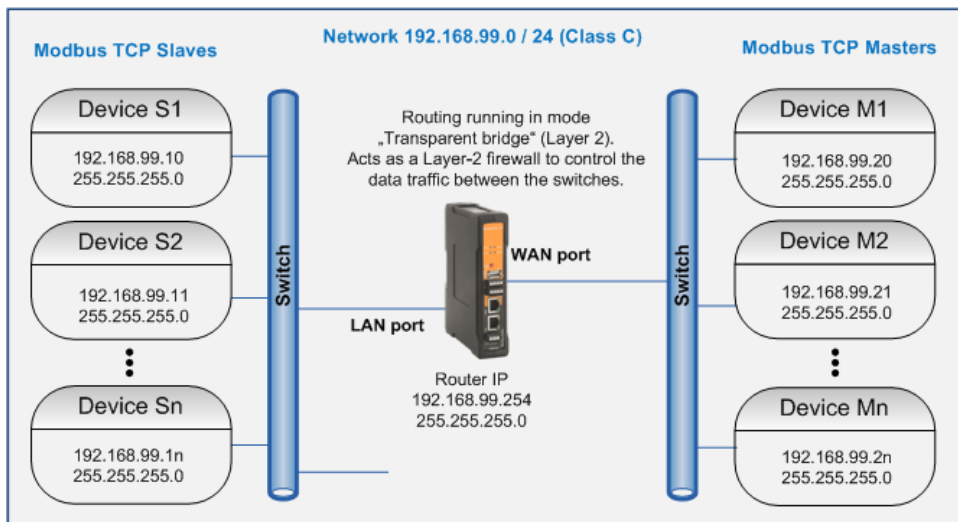 Network 192.168.99.0 / 24 (Class C)
Modbus TCP Slaves
Modbus TCP Masters
Device S1
192.168.99.10
255.255.255.0
Device S2
192.168.99.11
255.255.255.0
Device Sn
192.168.99.1n
255.255.255.0
Switch
Routing running in mode
„Transparent bridge“ (Layer 2).
Acts as a Layer-2 firewall to control the
data traffic between the switches.
WAN port
LAN port
Router IP
192.168.99.254
255.255.255.0
Switch
Device M1
192.168.99.20
255.255.255.0
Device M2
192.168.99.21
255.255.255.0
Device Mn
192.168.99.2n
255.255.255.0